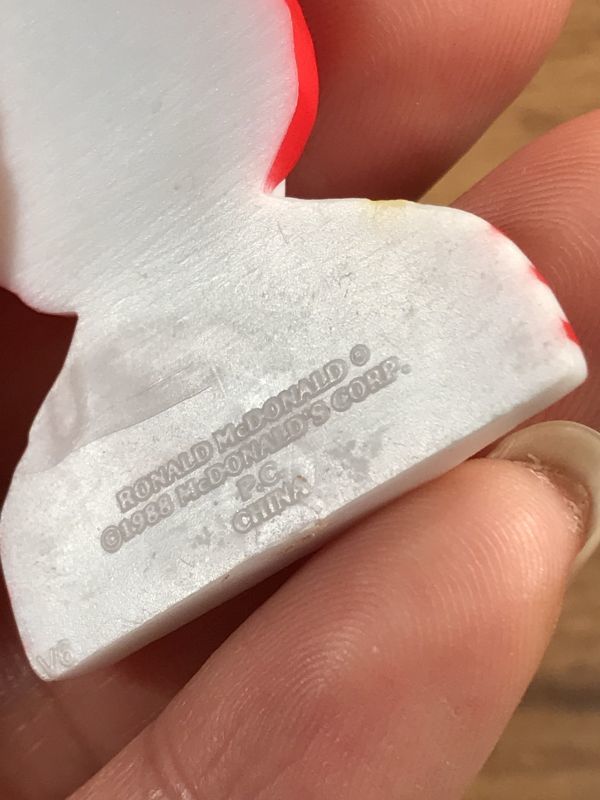 RONALD McDONALD ®
©1988 McDONALD'S CORP.
P.C.
CHINA